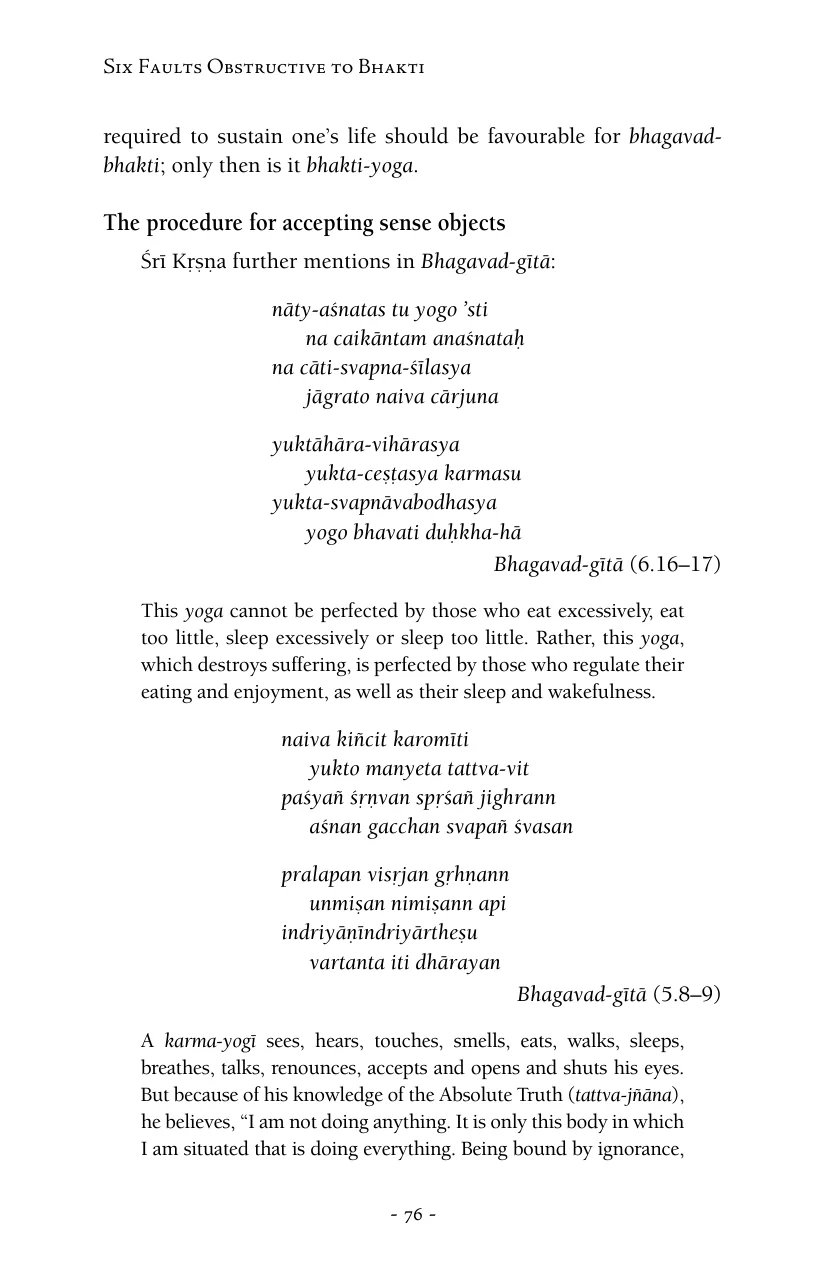 Six Faults Obstructive to Bhakti
required to sustain one’s life should be favourable for bhagavad-
bhakti; only then is it bhakti-yoga.
The procedure for accepting sense objects
Śrī Kṛṣṇa further mentions in Bhagavad-gītā:
nāty-aśnatas tu yogo ’sti
na caikāntam anaśnataḥ
na cāti-svapna-śīlasya
jāgrato naiva cārjuna
yuktāhāra-vihārasya
yukta-ceṣṭasya karmasu
yukta-svapnāvabodhasya
yogo bhavati duḥkha-hā
Bhagavad-gītā (6.16–17)
This yoga cannot be perfected by those who eat excessively, eat
too little, sleep excessively or sleep too little. Rather, this yoga,
which destroys suffering, is perfected by those who regulate their
eating and enjoyment, as well as their sleep and wakefulness.
naiva kiñcit karomīti
yukto manyeta tattva-vit
paśyañ śṛṇvan spṛśañ jighrann
aśnan gacchan svapañ śvasan
pralapan visṛjan gṛhṇann
unmiṣan nimiṣann api
indriyāṇīndriyārtheṣu
vartanta iti dhārayan
Bhagavad-gītā (5.8–9)
A karma-yogī sees, hears, touches, smells, eats, walks, sleeps,
breathes, talks, renounces, accepts and opens and shuts his eyes.
But because of his knowledge of the Absolute Truth (tattva-jñāna),
he believes, “I am not doing anything. It is only this body in which
I am situated that is doing everything. Being bound by ignorance,
- 76 -